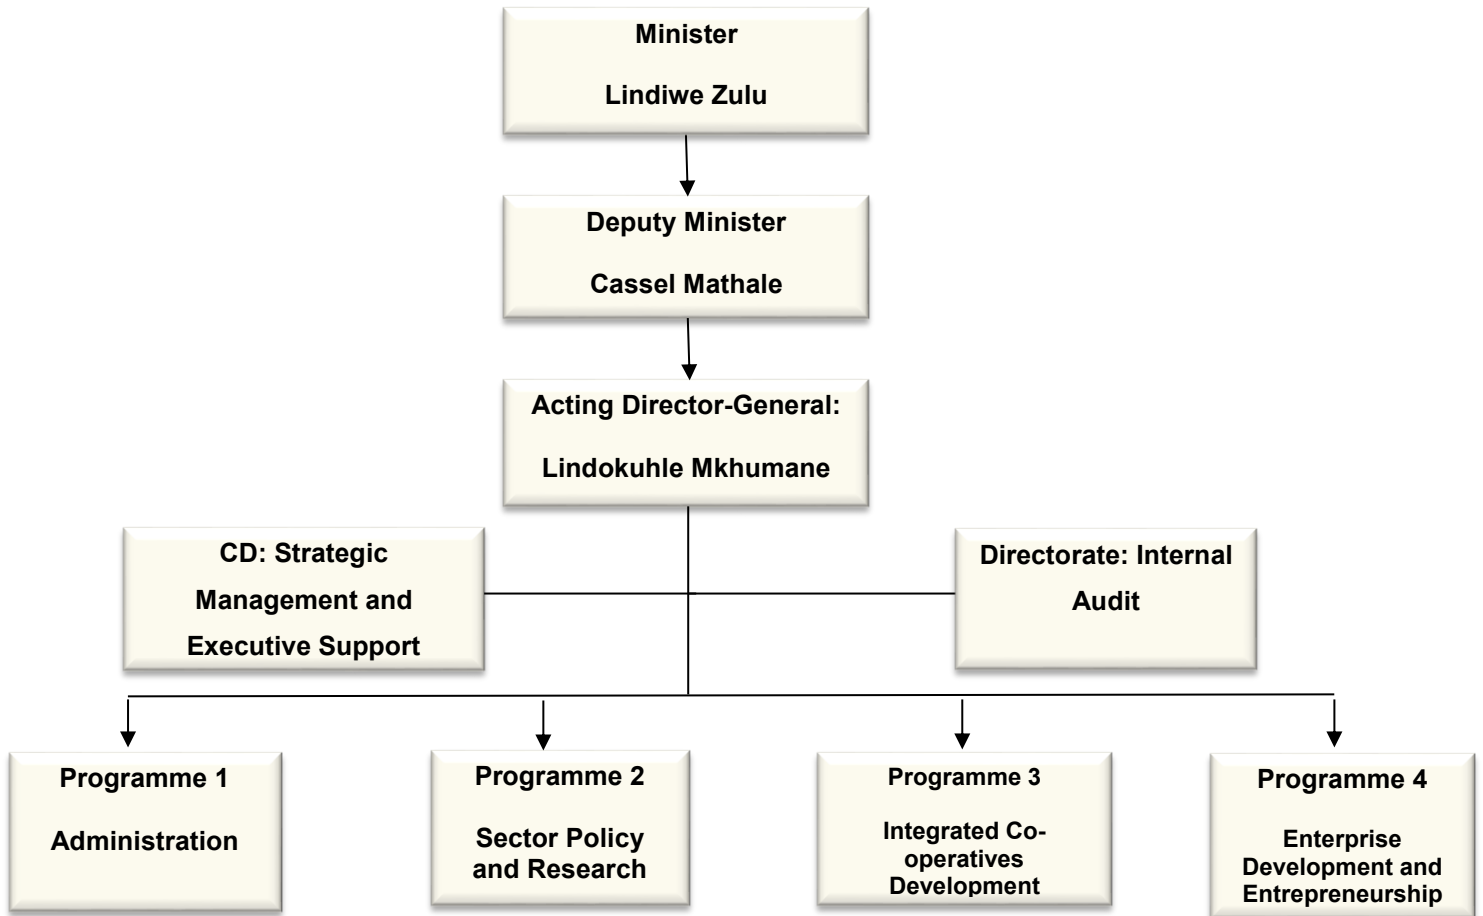 Minister
Lindiwe Zulu
Deputy Minister
Cassel Mathale
Acting Director-General:
Lindokuhle Mkhumane
CD: Strategic
Management and
Executive Support
Directorate: Internal
Audit
Programme 1
Administration
Programme 2
Sector Policy
and Research
Programme 3
Integrated Co-
operatives
Development
Programme 4
Enterprise
Development and
Entrepreneurship